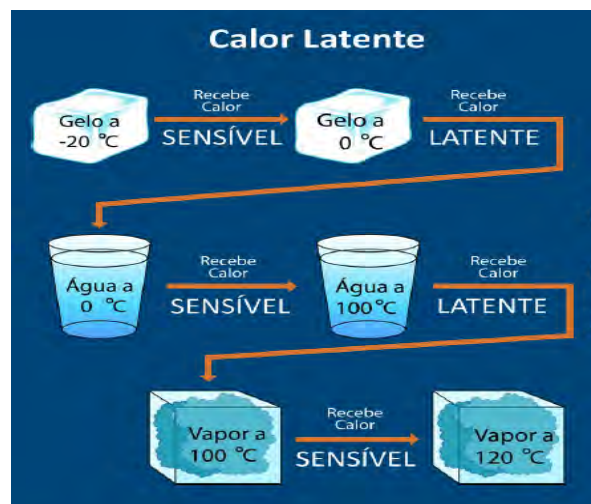 Calor Latente
Gelo a
-20 °C
Recebe
Calor
SENSÍVEL
Gelo a
0 °C
Recebe
Calor
LATENTE
Água a
0 °C
Recebe
Calor
SENSÍVEL
Água a
100 °C
Recebe
Calor
LATENTE
Vapor a
100 °C
Recebe
Calor
SENSÍVEL
Vapor a
120 °C